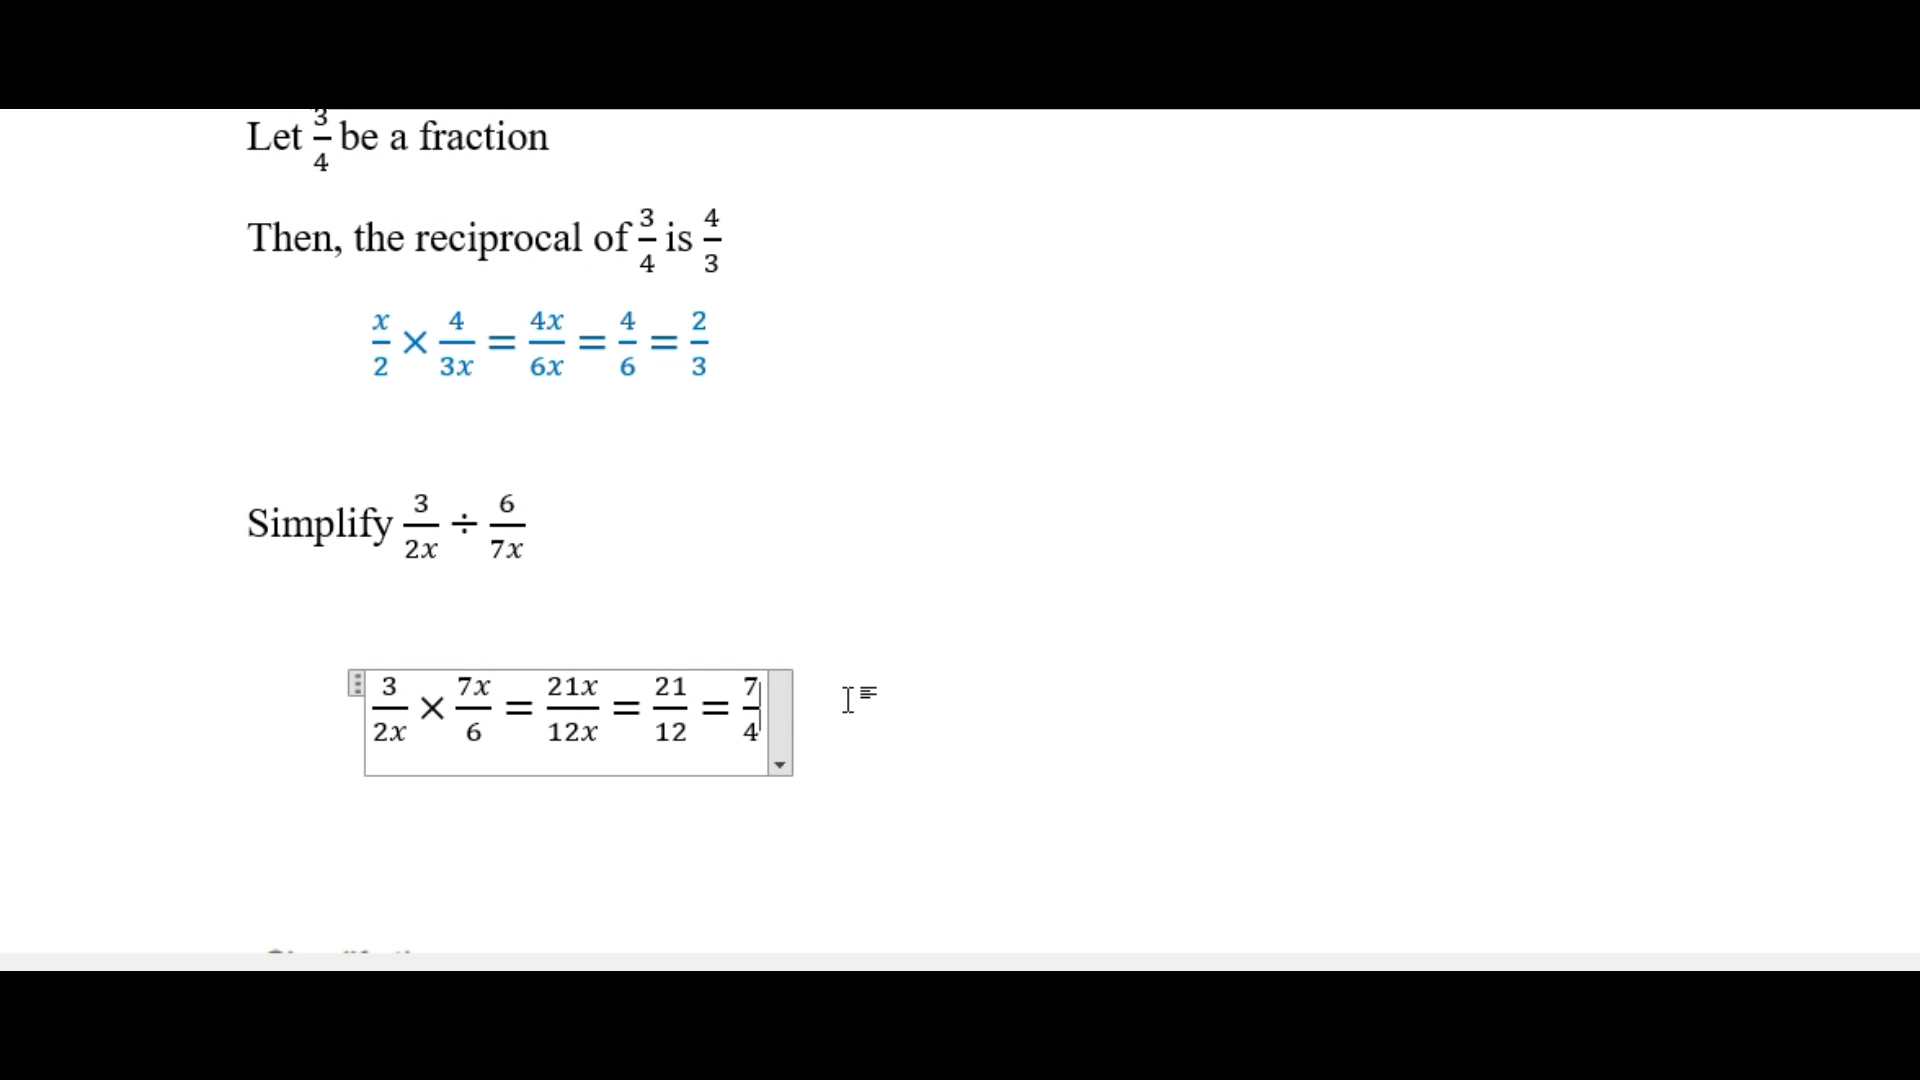 Let 3/4 be a fraction
Then, the reciprocal of 3/4 is 4/3
x/2 × 4/3x = 4x/6x = 4/6 = 2/3
Simplify 3/2x ÷ 6/7x
3/2x × 7x/6 = 21x/12x = 21/12 = 7/4